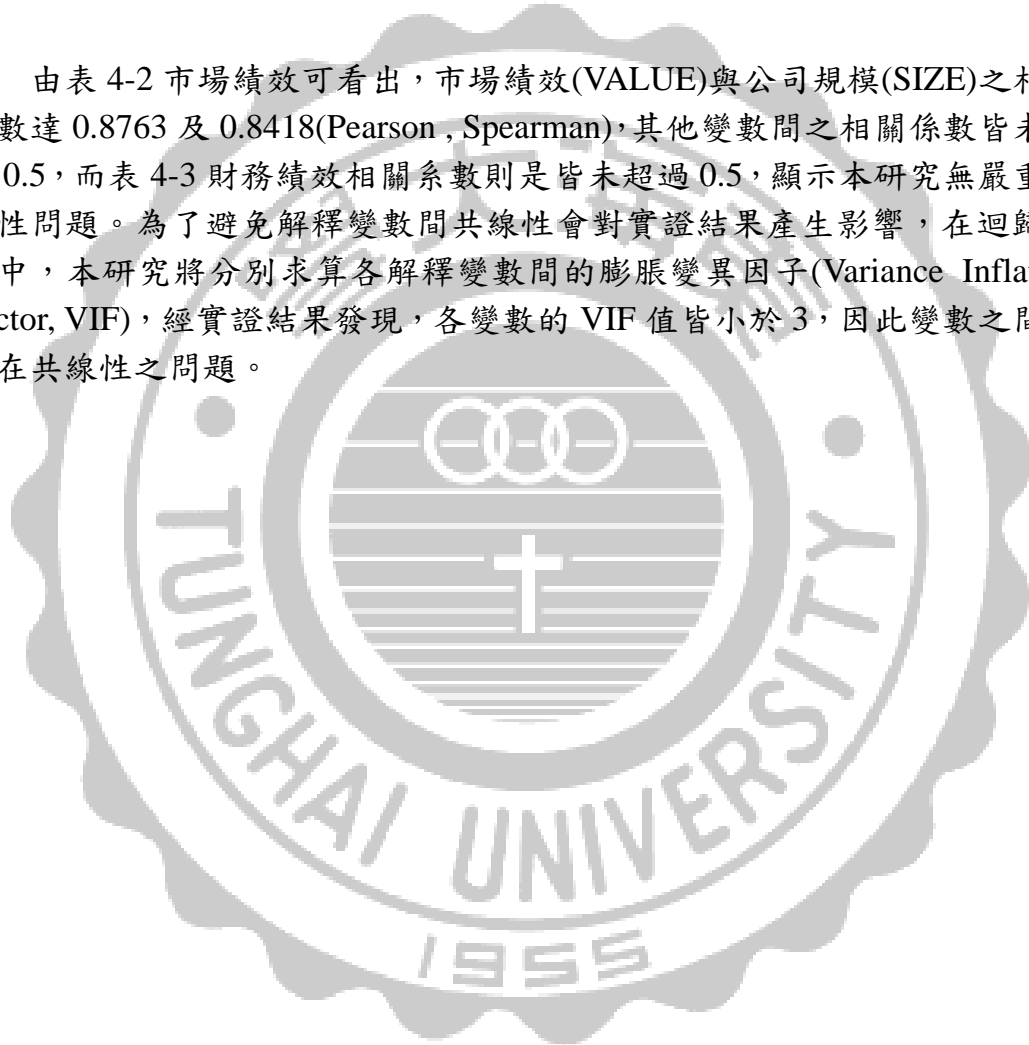 由表 4-2 市場績效可看出，市場績效(VALUE)與公司規模(SIZE)之相
數達 0.8763 及 0.8418(Pearson , Spearman)，其他變數間之相關係數皆未
0.5，而表 4-3 財務績效相關系數則是皆未超過 0.5，顯示本研究無嚴重
性問題。為了避免解釋變數間共線性會對實證結果產生影響，在迴歸
中，本研究將分別求算各解釋變數間的膨脹變異因子(Variance Inflat
ctor, VIF)，經實證結果發現，各變數的 VIF 值皆小於 3，因此變數之間
在共線性之問題。
TUNGHAI UNIVERSITY
1955